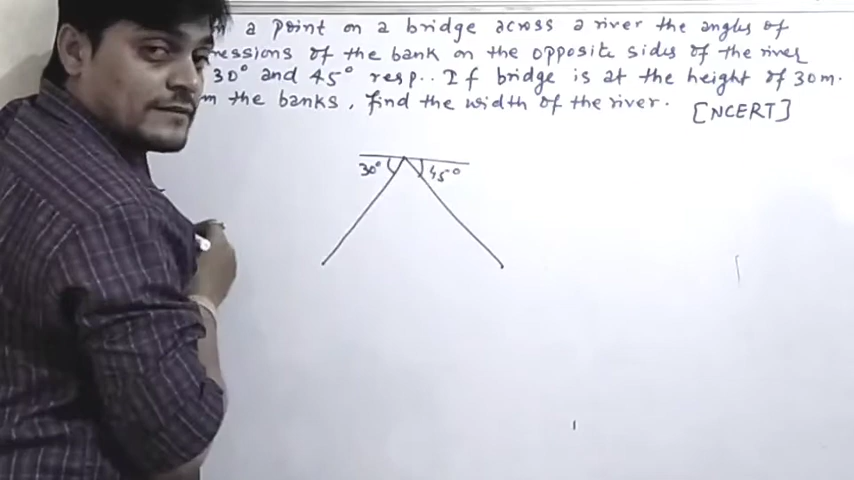 a point on a bridge across a river the angles of
ressions of the bank on the opposite sides of the river
30° and 45° resp.. If bridge is at the height of 30m.
m the banks, find the width of the river. [NCERT]
30° 45°